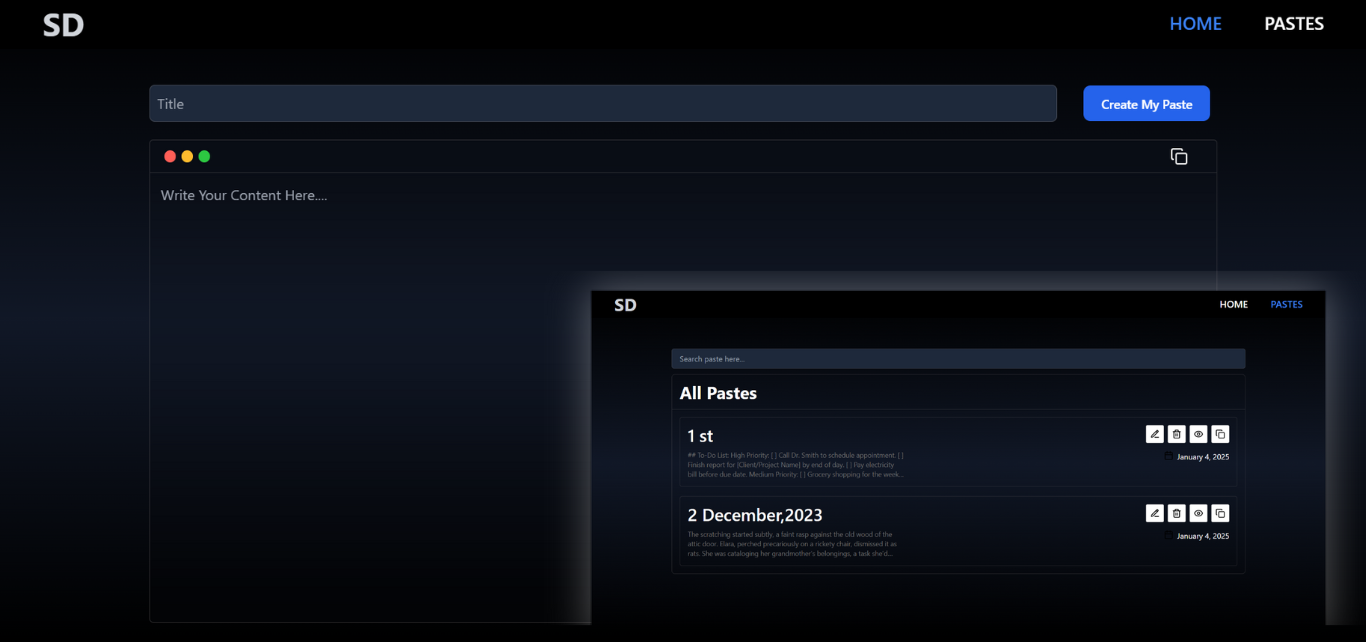 SD
HOME
PASTES
Title
Create My Paste
Write Your Content Here....
SD
HOME
PASTES
Search paste here...
All Pastes
1 st
## To-Do List: High Priority: [ ] Call Dr. Smith to schedule appointment. [ ]
Finish report for [Client/Project Name] by end of day. [ ] Pay electricity
bill before due date. Medium Priority: [ ] Grocery shopping for the week...
January 4, 2025
2 December,2023
The scratching started subtly, a faint rasp against the old wood of the
attic door. Elara, perched precariously on a rickety chair, dismissed it as
rats. She was cataloging her grandmother's belongings, a task she'd...
January 4, 2025